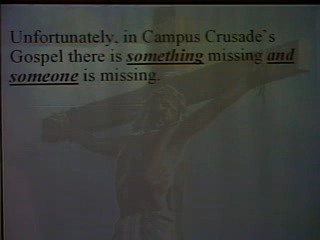 Unfortunately, in Campus Crusade's
Gospel there is something missing and
someone is missing.